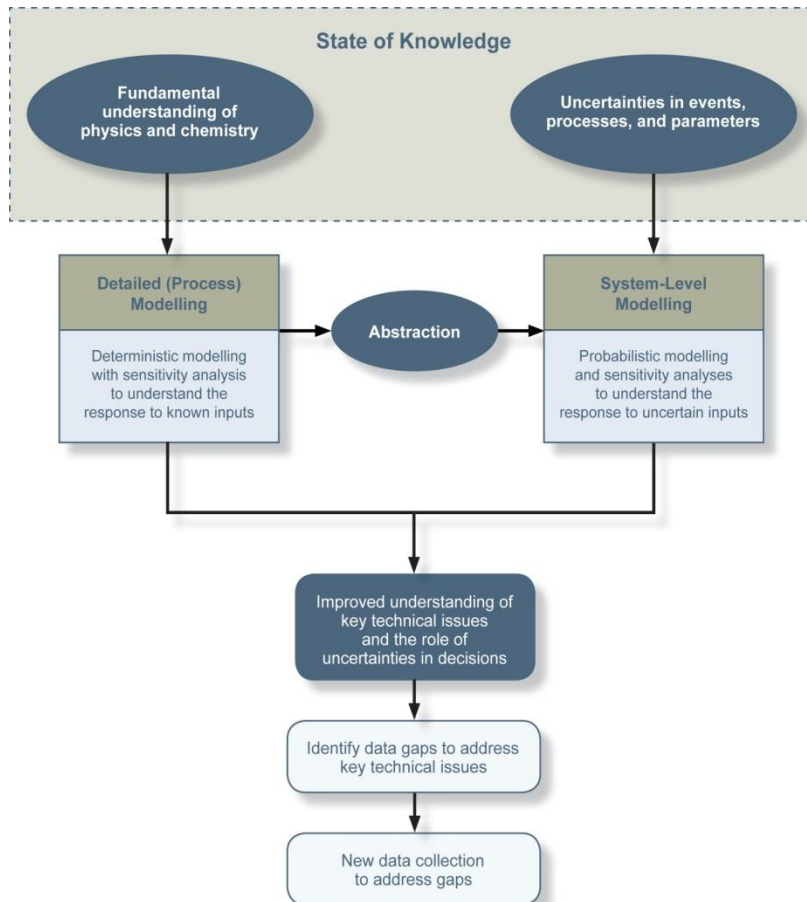 State of Knowledge
Fundamental
understanding of
physics and chemistry
Uncertainties in events,
processes, and parameters
Detailed (Process)
Modelling
Deterministic modelling
with sensitivity analysis
to understand the
response to known inputs
Abstraction
System-Level
Modelling
Probabilistic modelling
and sensitivity analyses
to understand the
response to uncertain inputs
Improved understanding of
key technical issues
and the role of
uncertainties in decisions
Identify data gaps to address
key technical issues
New data collection
to address gaps